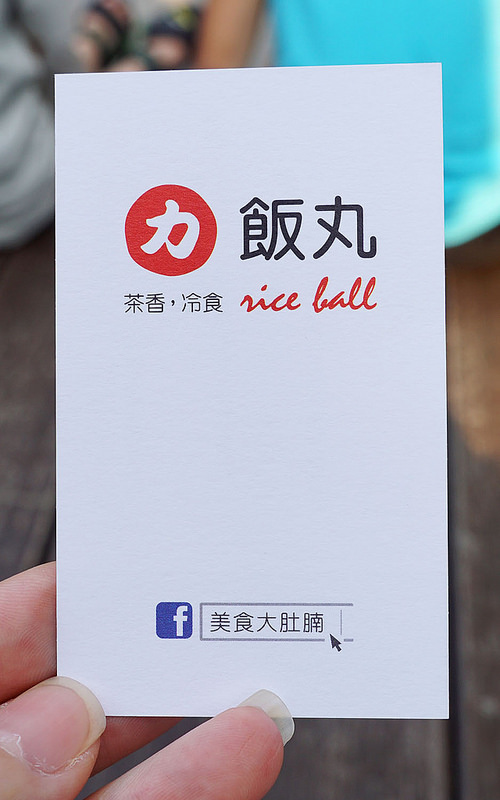 力 飯丸
茶香，冷食 rice ball
f 美食大肚腩